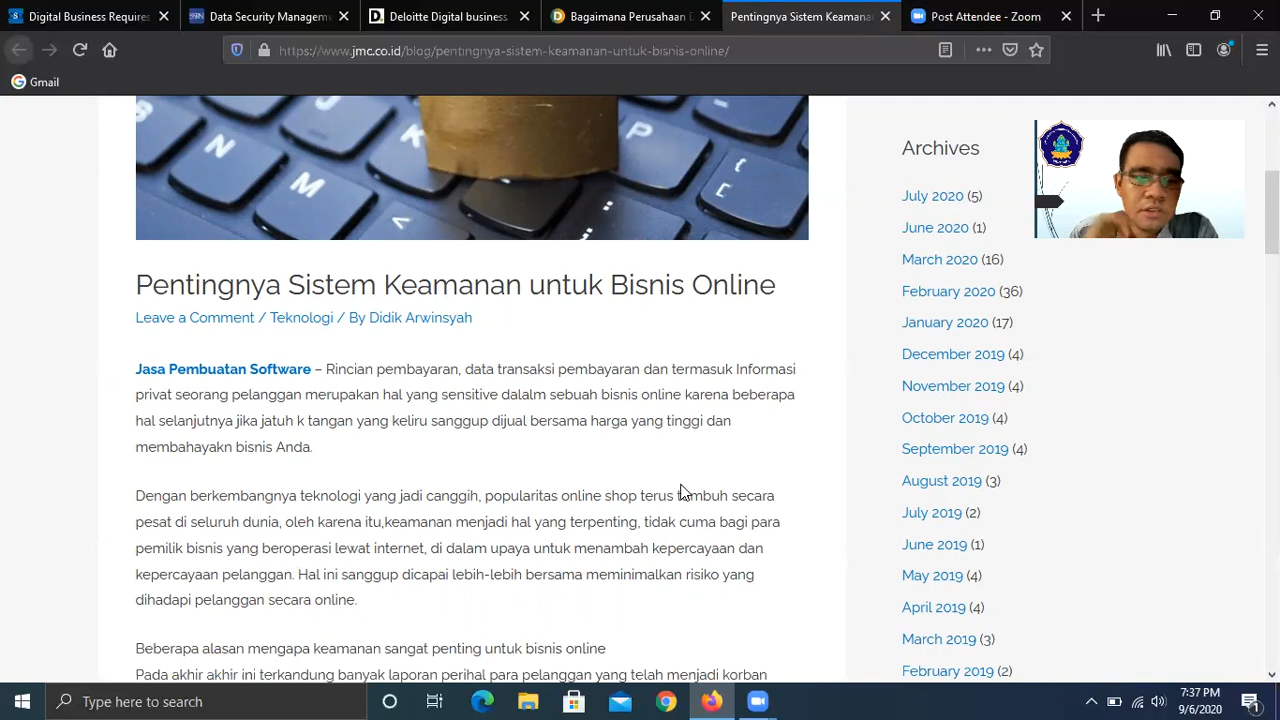 Digital Business Requires
Data Security Manageme
Deloitte Digital business
Bagaimana Perusahaan D
Pentingnya Sistem Keamanan
Post Attendee - Zoom
https://www.jmc.co.id/blog/pentingnya-sistem-keamanan-untuk-bisnis-online/
Gmail
B N M J K P
Pentingnya Sistem Keamanan untuk Bisnis Online
Leave a Comment / Teknologi / By Didik Arwinsyah
Jasa Pembuatan Software – Rincian pembayaran, data transaksi pembayaran dan termasuk Informasi
privat seorang pelanggan merupakan hal yang sensitive dalalm sebuah bisnis online karena beberapa
hal selanjutnya jika jatuh k tangan yang keliru sanggup dijual bersama harga yang tinggi dan
membahayakn bisnis Anda.
Dengan berkembangnya teknologi yang jadi canggih, popularitas online shop terus tumbuh secara
pesat di seluruh dunia, oleh karena itu,keamanan menjadi hal yang terpenting, tidak cuma bagi para
pemilik bisnis yang beroperasi lewat internet, di dalam upaya untuk menambah kepercayaan dan
kepercayaan pelanggan. Hal ini sanggup dicapai lebih-lebih bersama meminimalkan risiko yang
dihadapi pelanggan secara online.
Beberapa alasan mengapa keamanan sangat penting untuk bisnis online
Pada akhir akhir ini terkandung banyak laporan perihal para pelanggan yang telah menjadi korban
Archives
July 2020 (5)
June 2020 (1)
March 2020 (16)
February 2020 (36)
January 2020 (17)
December 2019 (4)
November 2019 (4)
October 2019 (4)
September 2019 (4)
August 2019 (3)
July 2019 (2)
June 2019 (1)
May 2019 (4)
April 2019 (4)
March 2019 (3)
February 2019 (2)
Type here to search
7:37 PM
9/6/2020